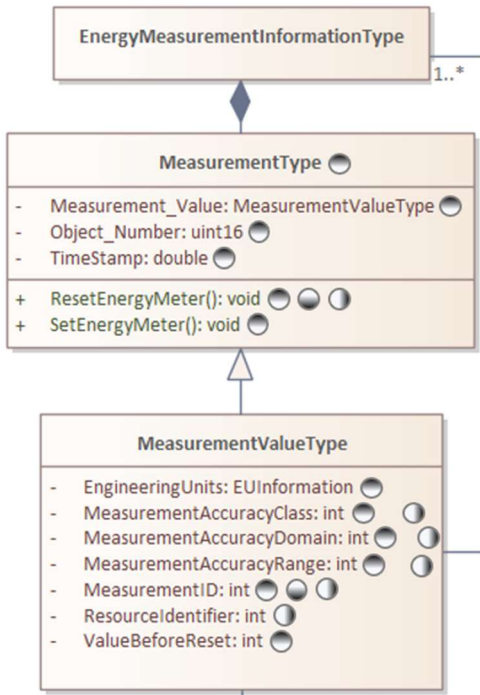 EnergyMeasurementInformationType
1..*
MeasurementType
- Measurement_Value: MeasurementValueType
- Object_Number: uint16
- TimeStamp: double
+ ResetEnergyMeter(): void
+ SetEnergyMeter(): void
MeasurementValueType
- EngineeringUnits: EUInformation
- MeasurementAccuracyClass: int
- MeasurementAccuracyDomain: int
- MeasurementAccuracyRange: int
- MeasurementID: int
- ResourceIdentifier: int
- ValueBeforeReset: int